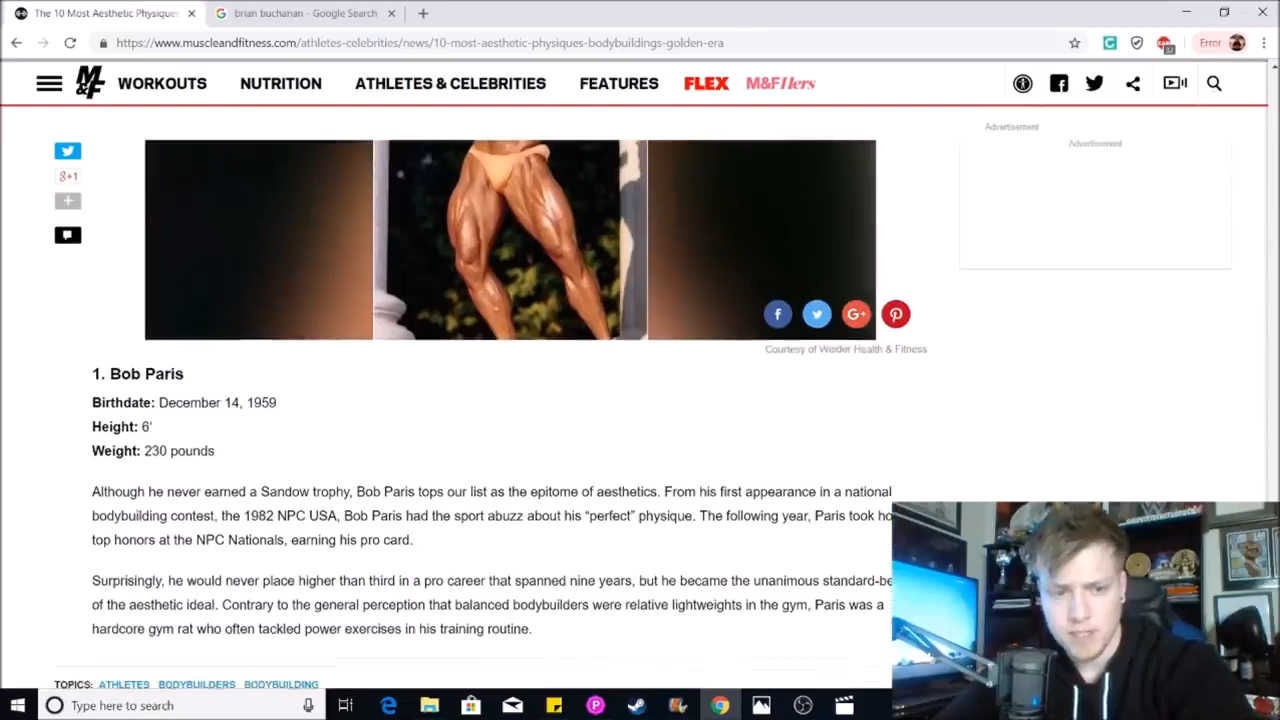 The 10 Most Aesthetic Physiques
brian buchanan - Google Search
https://www.muscleandfitness.com/athletes-celebrities/news/10-most-aesthetic-physiques-bodybuildings-golden-era
Error
32
M&F
WORKOUTS
NUTRITION
ATHLETES & CELEBRITIES
FEATURES
FLEX
M&F Hers
Advertisement
Advertisement
g+1
G+
Courtesy of Weider Health & Fitness
1. Bob Paris
Birthdate: December 14, 1959
Height: 6'
Weight: 230 pounds
Although he never earned a Sandow trophy, Bob Paris tops our list as the epitome of aesthetics. From his first appearance in a national
bodybuilding contest, the 1982 NPC USA, Bob Paris had the sport abuzz about his “perfect” physique. The following year, Paris took ho
top honors at the NPC Nationals, earning his pro card.
Surprisingly, he would never place higher than third in a pro career that spanned nine years, but he became the unanimous standard-be
of the aesthetic ideal. Contrary to the general perception that balanced bodybuilders were relative lightweights in the gym, Paris was a
hardcore gym rat who often tackled power exercises in his training routine.
TOPICS: ATHLETES BODYBUILDERS BODYBUILDING
Type here to search